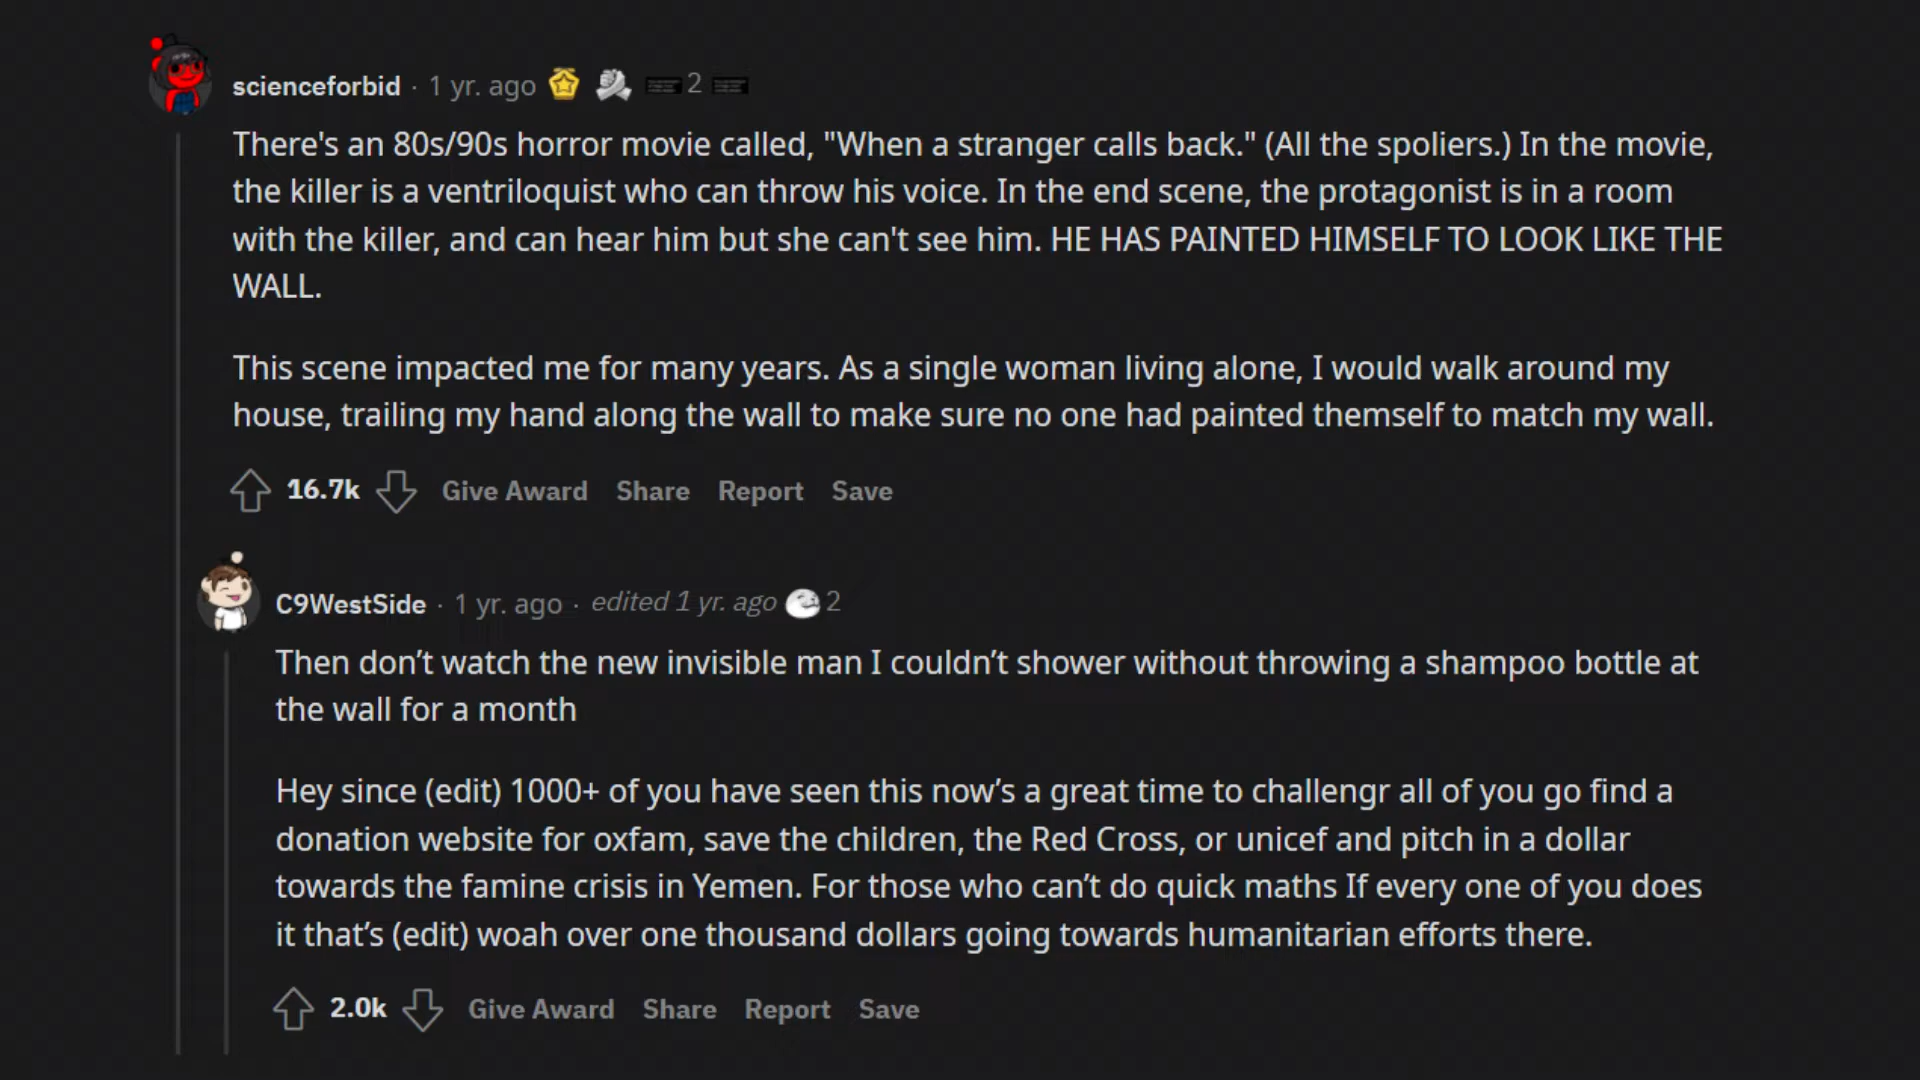 scienceforbid · 1 yr. ago 2
There's an 80s/90s horror movie called, "When a stranger calls back." (All the spoliers.) In the movie,
the killer is a ventriloquist who can throw his voice. In the end scene, the protagonist is in a room
with the killer, and can hear him but she can't see him. HE HAS PAINTED HIMSELF TO LOOK LIKE THE
WALL.
This scene impacted me for many years. As a single woman living alone, I would walk around my
house, trailing my hand along the wall to make sure no one had painted themself to match my wall.
16.7k Give Award Share Report Save
C9WestSide · 1 yr. ago · edited 1 yr. ago 2
Then don’t watch the new invisible man I couldn’t shower without throwing a shampoo bottle at
the wall for a month
Hey since (edit) 1000+ of you have seen this now’s a great time to challengr all of you go find a
donation website for oxfam, save the children, the Red Cross, or unicef and pitch in a dollar
towards the famine crisis in Yemen. For those who can’t do quick maths If every one of you does
it that’s (edit) woah over one thousand dollars going towards humanitarian efforts there.
2.0k Give Award Share Report Save